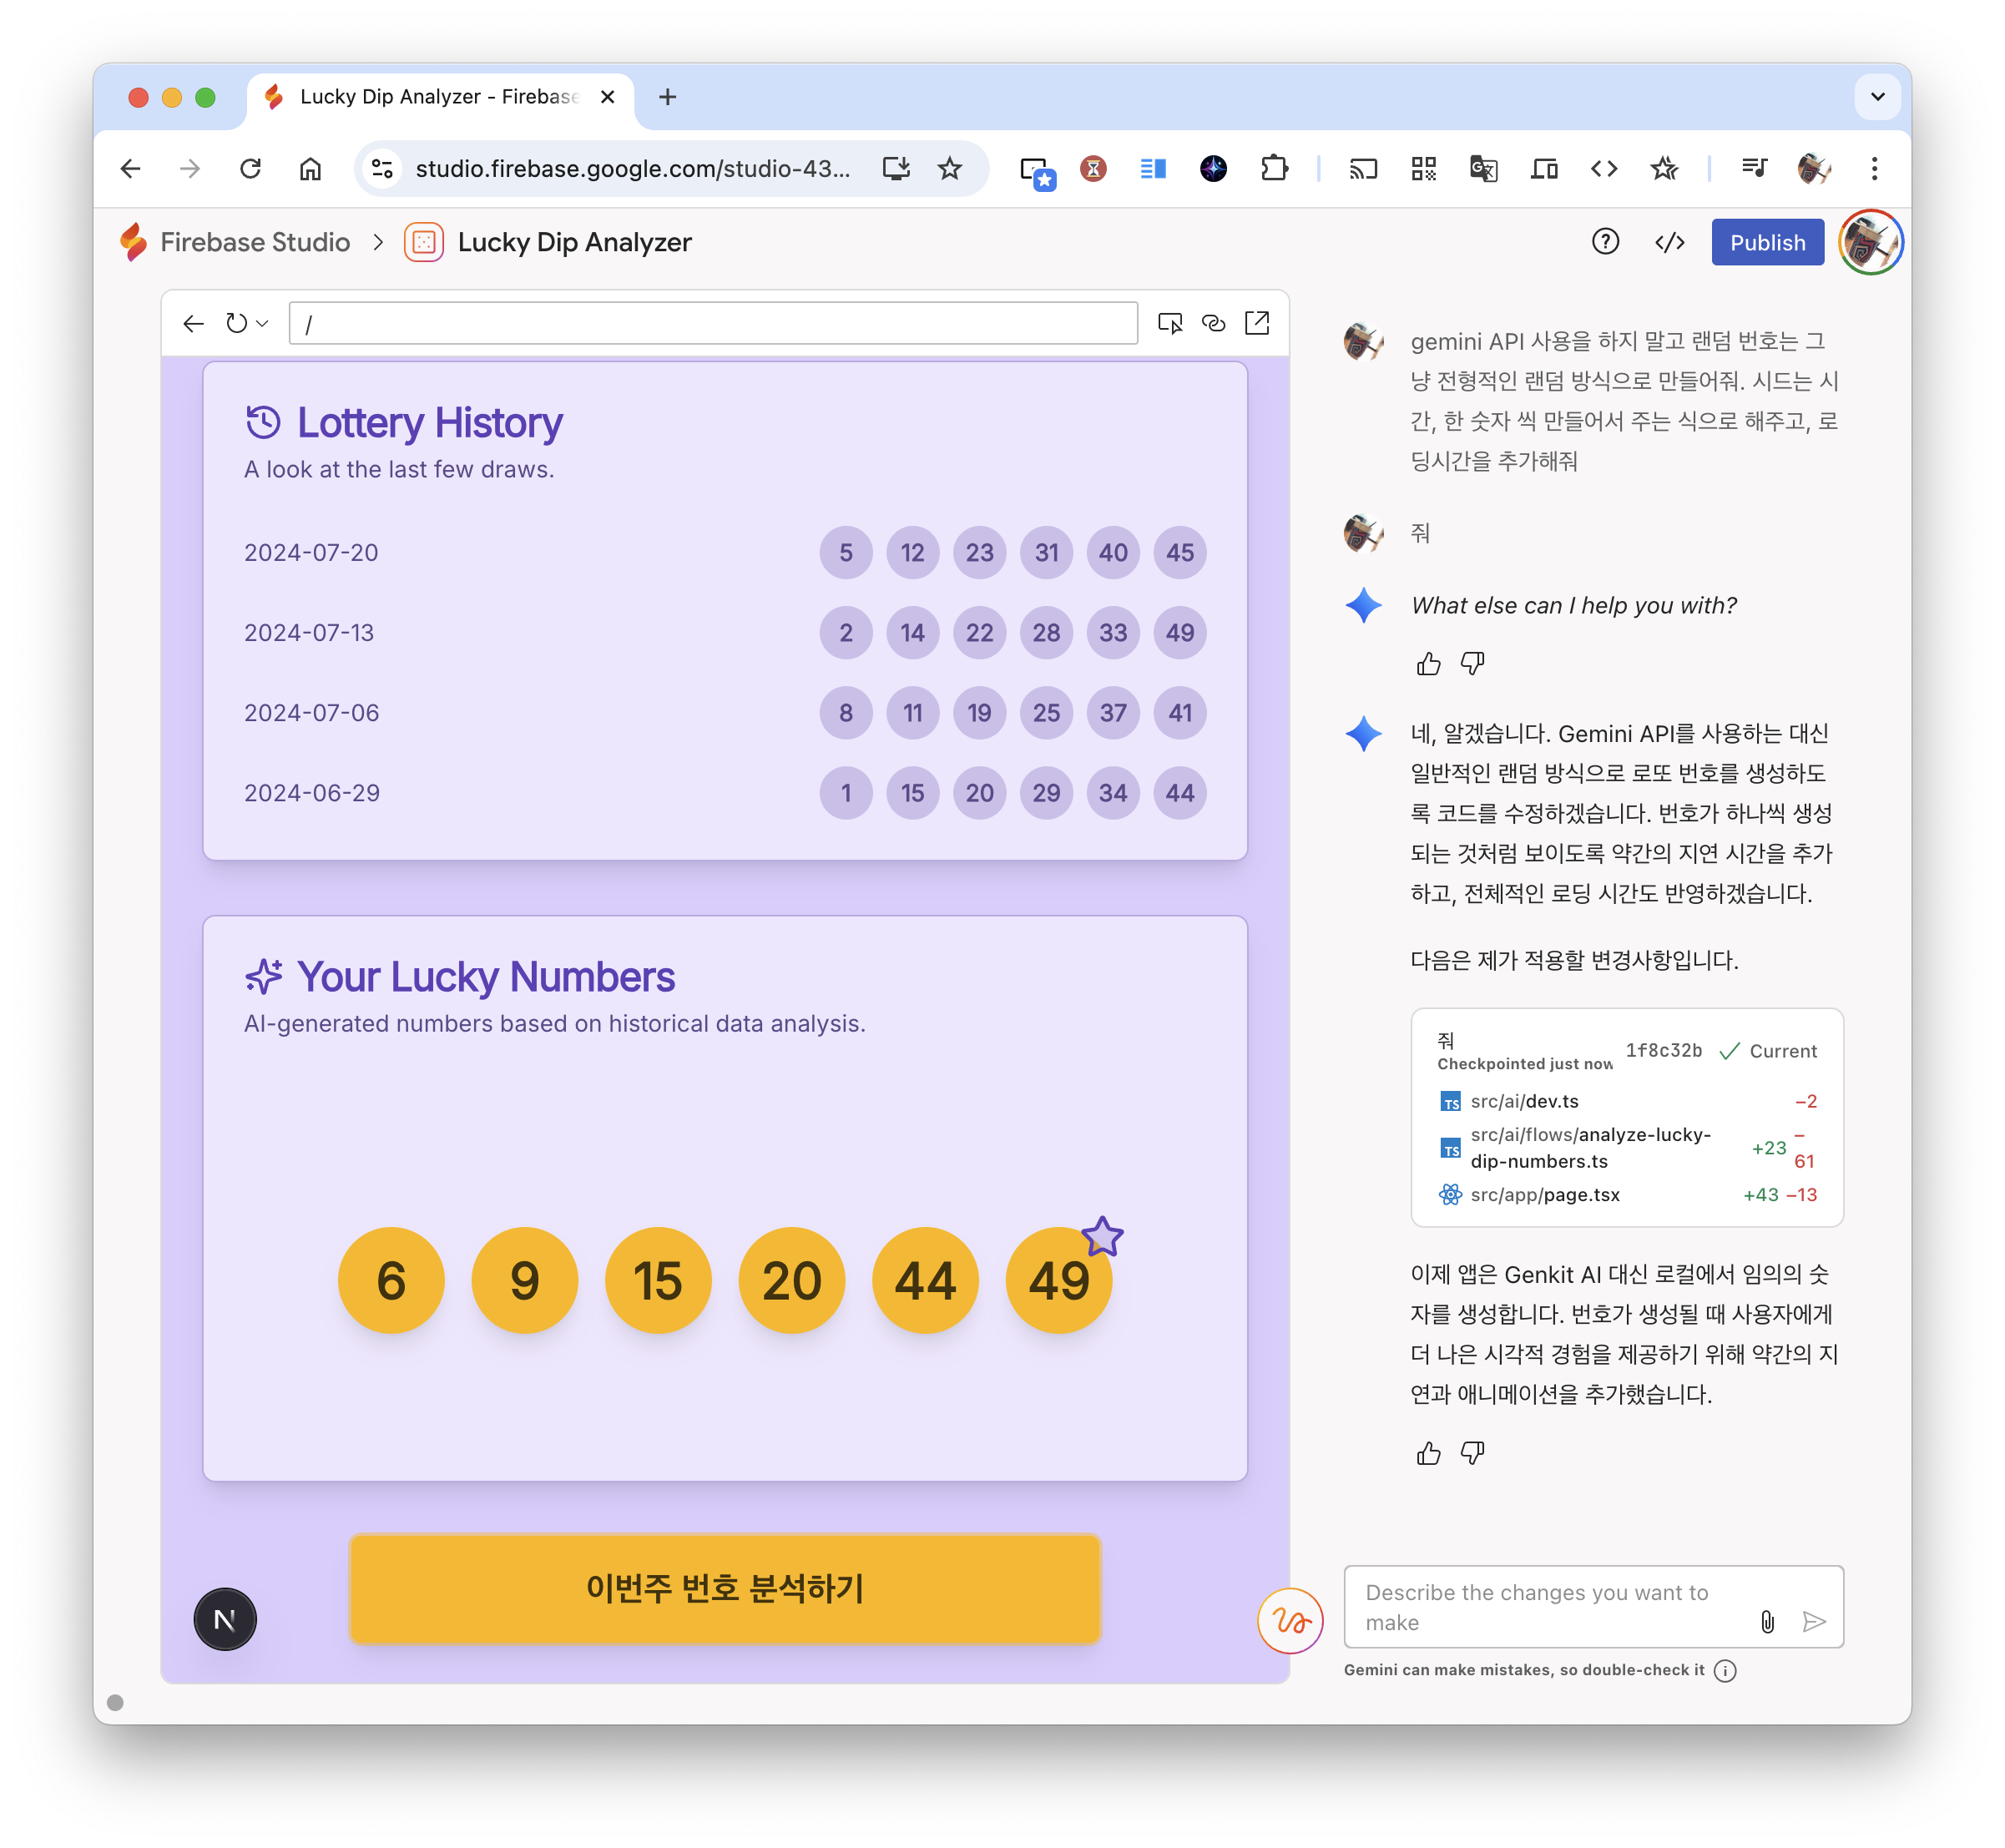 Lucky Dip Analyzer - Firebase
studio.firebase.google.com/studio-43...
Firebase Studio > Lucky Dip Analyzer
Publish
/
Lottery History
A look at the last few draws.
2024-07-20 5 12 23 31 40 45
2024-07-13 2 14 22 28 33 49
2024-07-06 8 11 19 25 37 41
2024-06-29 1 15 20 29 34 44
Your Lucky Numbers
AI-generated numbers based on historical data analysis.
6 9 15 20 44 49
이번주 번호 분석하기
N
gemini API 사용을 하지 말고 랜덤 번호는 그
냥 전형적인 랜덤 방식으로 만들어줘. 시드는 시
간, 한 숫자 씩 만들어서 주는 식으로 해주고, 로
딩시간을 추가해줘
줘
What else can I help you with?
네, 알겠습니다. Gemini API를 사용하는 대신
일반적인 랜덤 방식으로 로또 번호를 생성하도
록 코드를 수정하겠습니다. 번호가 하나씩 생성
되는 것처럼 보이도록 약간의 지연 시간을 추가
하고, 전체적인 로딩 시간도 반영하겠습니다.
다음은 제가 적용할 변경사항입니다.
줘
Checkpointed just now 1f8c32b Current
TS src/ai/dev.ts −2
TS src/ai/flows/analyze-lucky- +23 −
dip-numbers.ts 61
src/app/page.tsx +43 −13
이제 앱은 Genkit AI 대신 로컬에서 임의의 숫
자를 생성합니다. 번호가 생성될 때 사용자에게
더 나은 시각적 경험을 제공하기 위해 약간의 지
연과 애니메이션을 추가했습니다.
Describe the changes you want to
make
Gemini can make mistakes, so double-check it